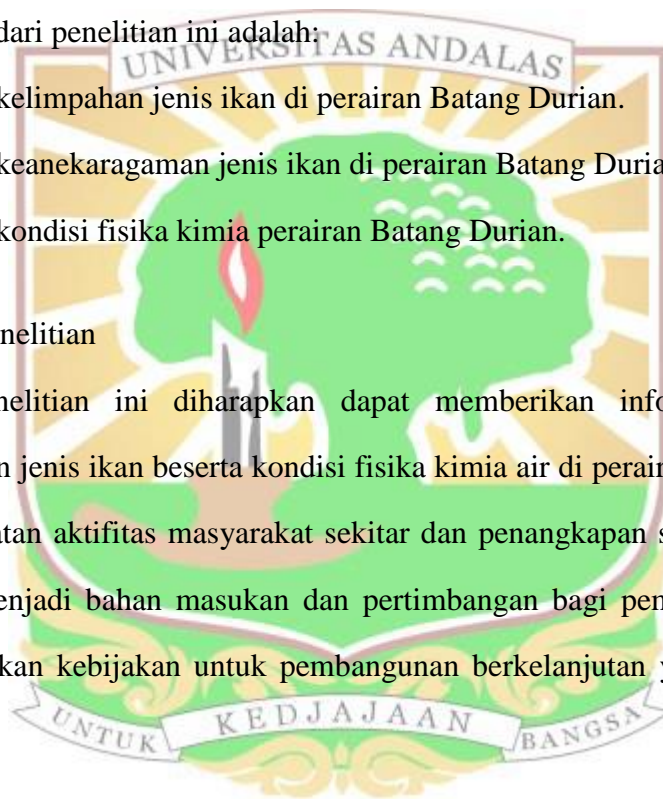 dari penelitian ini adalah:
UNIVERSITAS ANDALAS
kelimpahan jenis ikan di perairan Batang Durian.
keanekaragaman jenis ikan di perairan Batang Duria
kondisi fisika kimia perairan Batang Durian.
nelitian
nelitian ini diharapkan dapat memberikan info
n jenis ikan beserta kondisi fisika kimia air di perair
atan aktifitas masyarakat sekitar dan penangkapan s
enjadi bahan masukan dan pertimbangan bagi pem
kan kebijakan untuk pembangunan berkelanjutan y
UNTUK KEDJAJAAN BANGSA